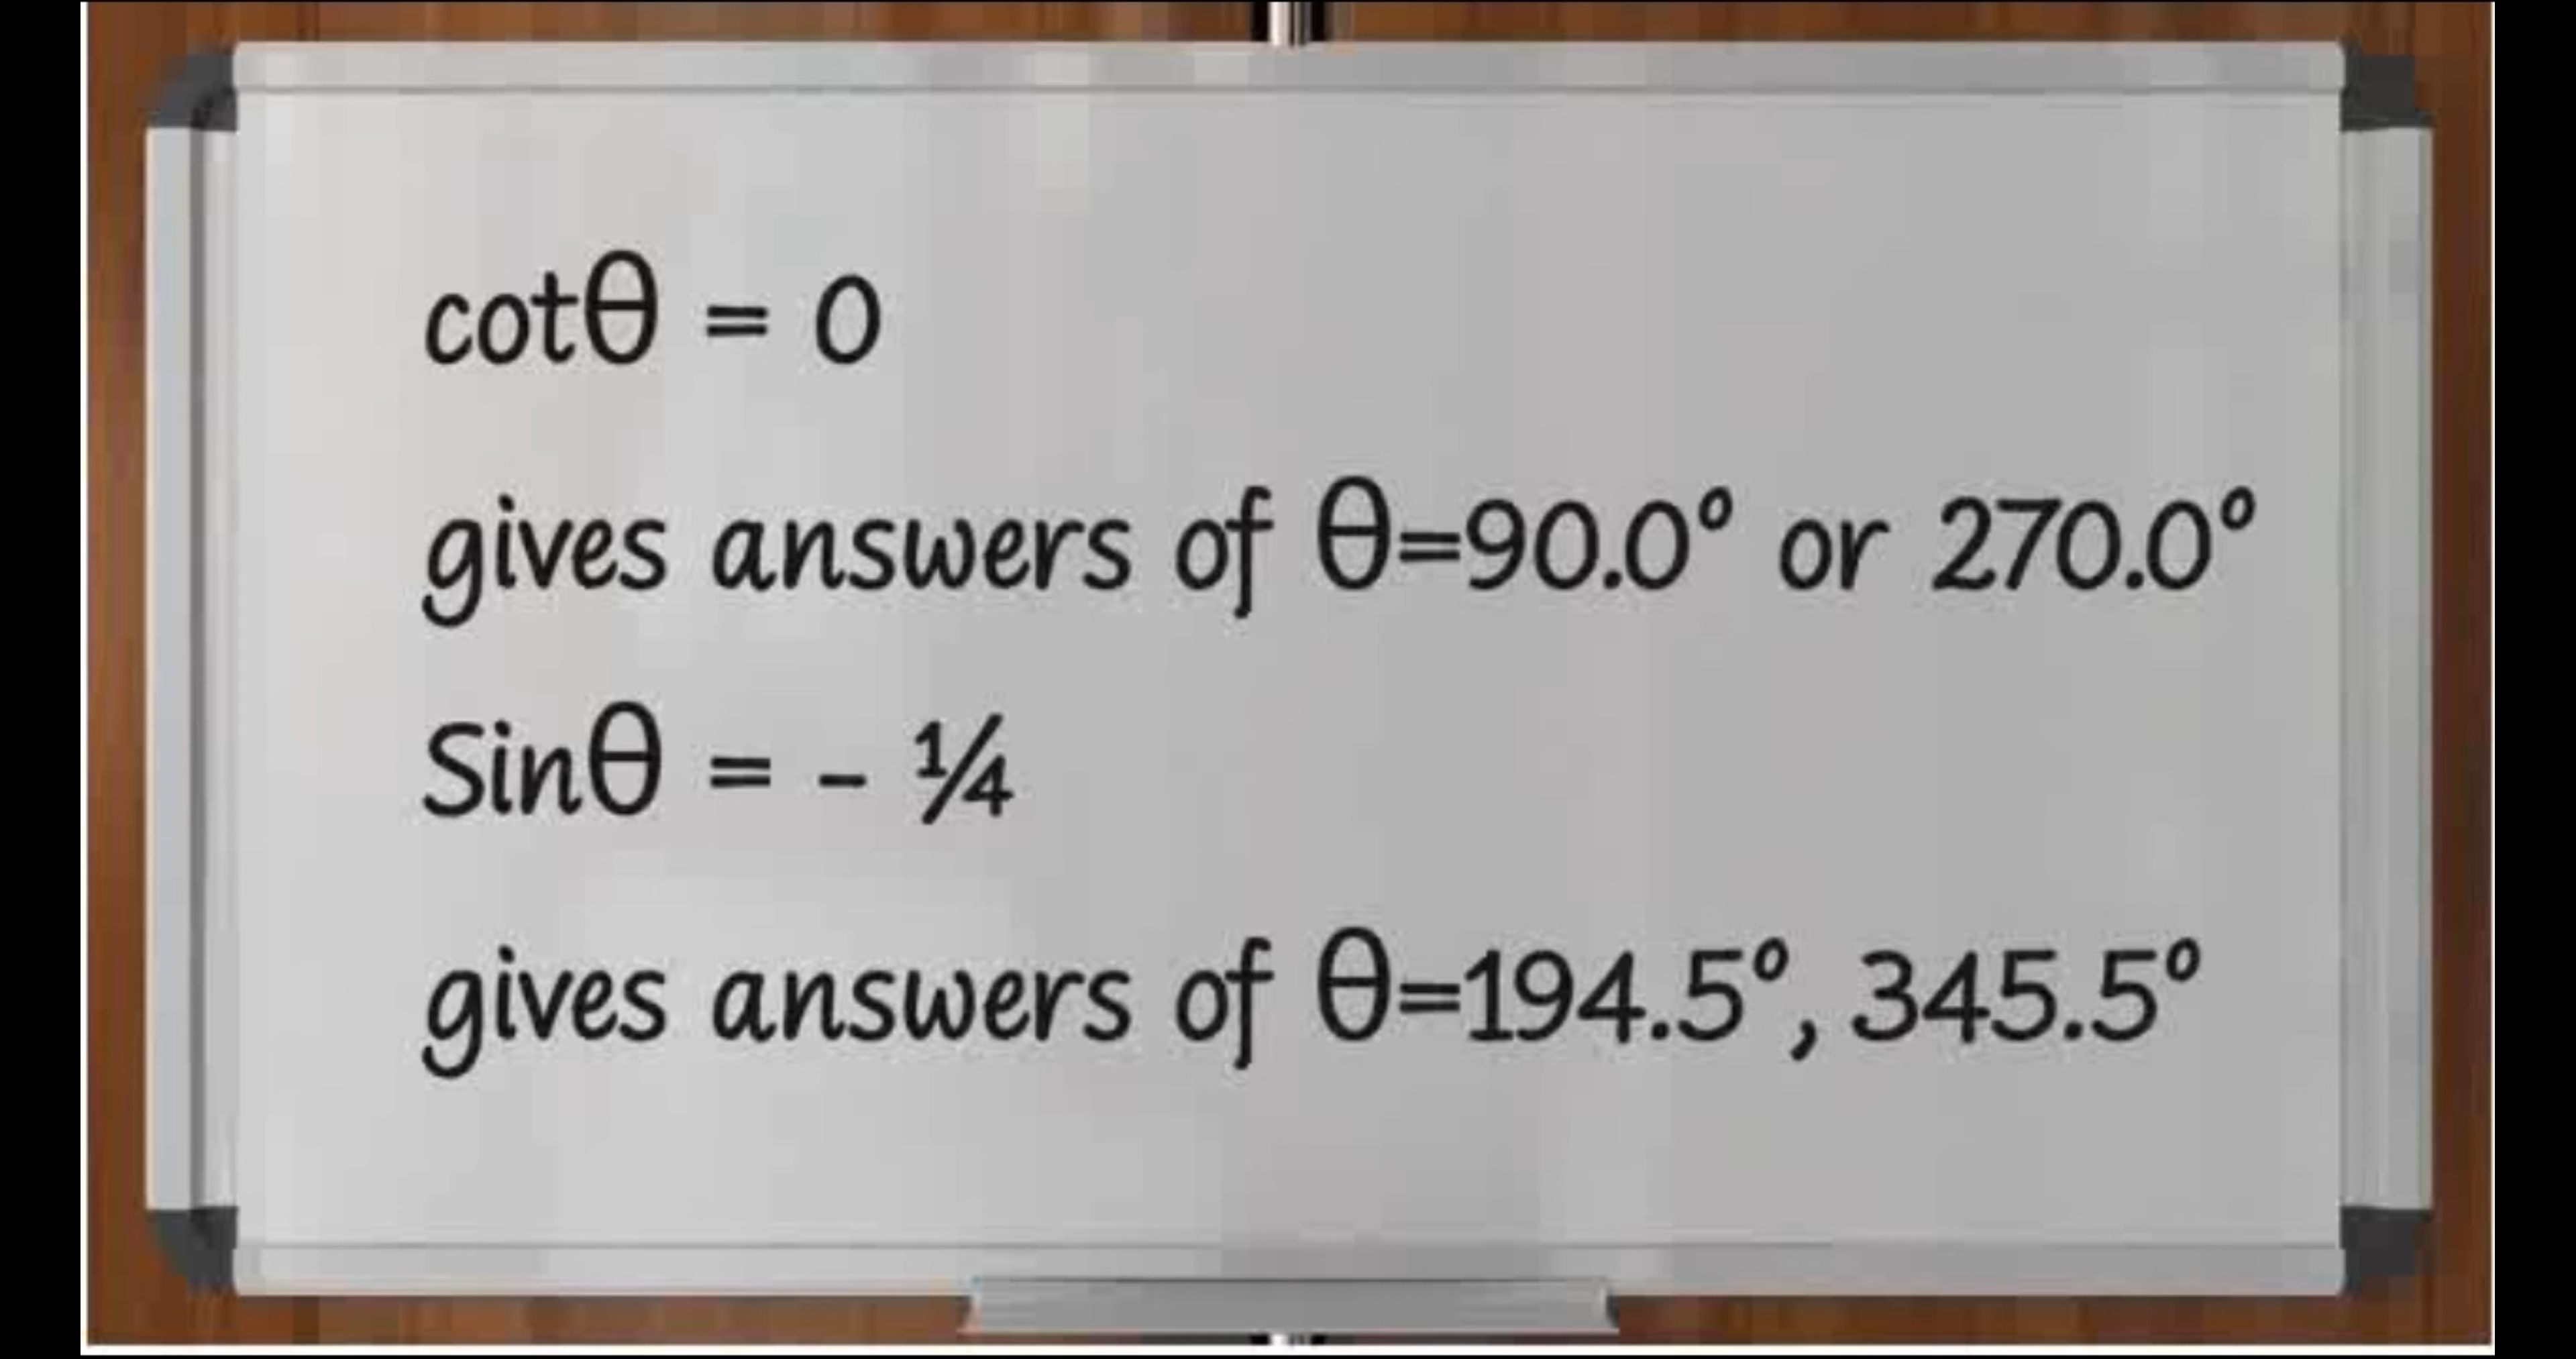 cotθ = 0
gives answers of θ=90.0° or 270.0°
Sinθ = - ¼
gives answers of θ=194.5°, 345.5°